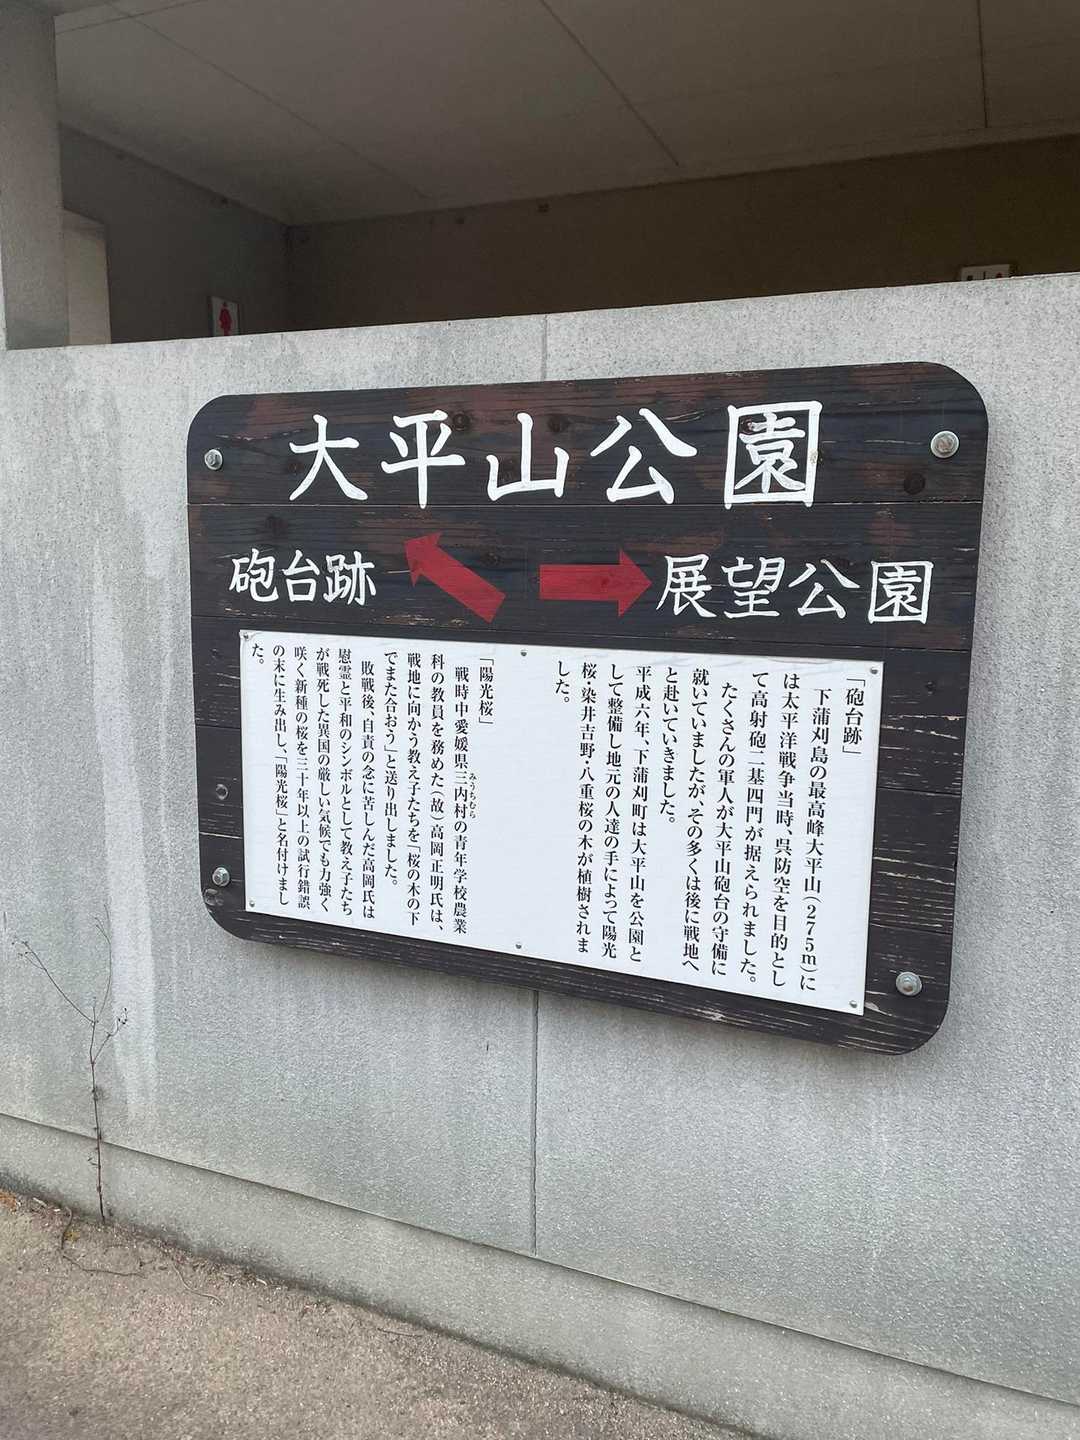 大平山公園
砲台跡
展望公園
「砲台跡」
下蒲刈島の最高峰大平山(275m)に
は太平洋戦争当時、呉防空を目的とし
て高射砲二基四門が据えられました。
たくさんの軍人が大平山砲台の守備に
就いていましたが、その多くは後に戦地へ
と赴いていきました。
平成六年、下蒲刈町は大平山を公園と
して整備し地元の人達の手によって陽光
桜・染井吉野・八重桜の木が植樹されま
した。
「陽光桜」
戦時中愛媛県三内村の青年学校農業
みうちむら
科の教員を務めた(故)高岡正明氏は、
戦地に向かう教え子たちを「桜の木の下
でまた合おう」と送り出しました。
敗戦後、自責の念に苦しんだ高岡氏は
慰霊と平和のシンボルとして教え子たち
が戦死した異国の厳しい気候でも力強く
咲く新種の桜を三十年以上の試行錯誤
の末に生み出し、「陽光桜」と名付けまし
た。